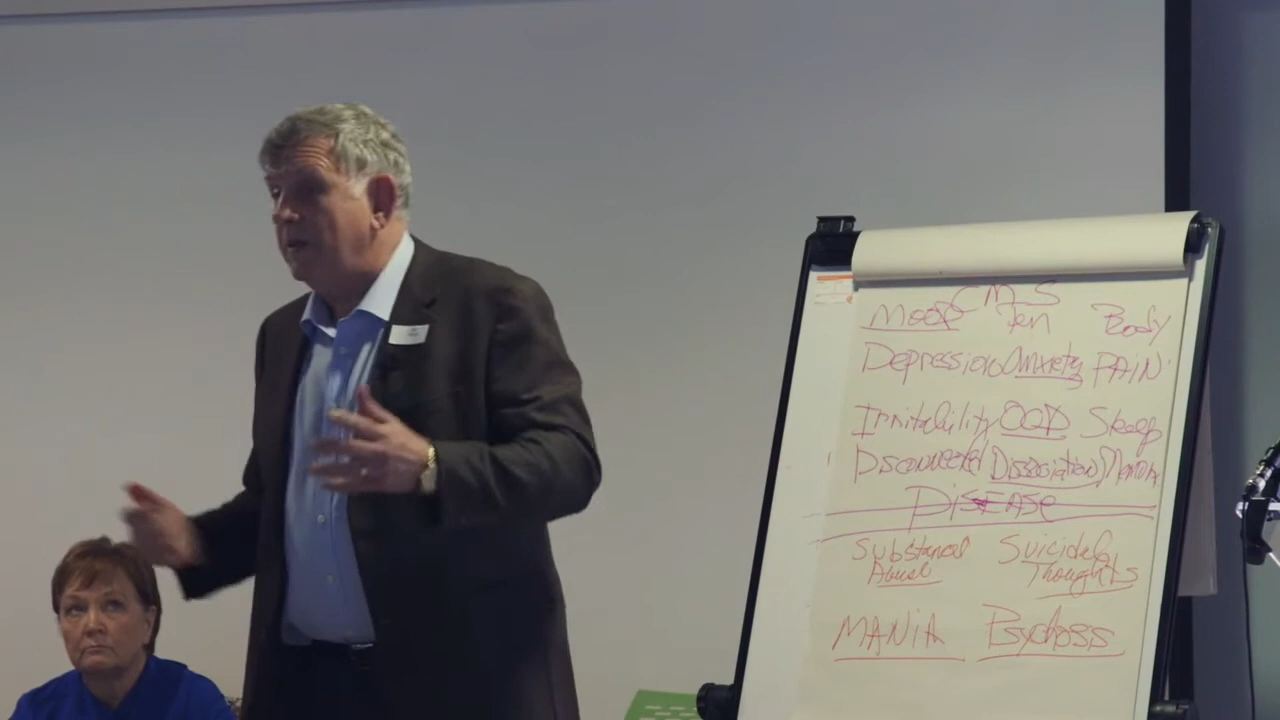 CMS
Mood Ten Body
Depression Anxiety PAIN
Irritability OCD Sleep
Disconnected Dissociation Memory
DisEASE
Substance Suicidal
Abuse Thoughts
MANIA Psychosis